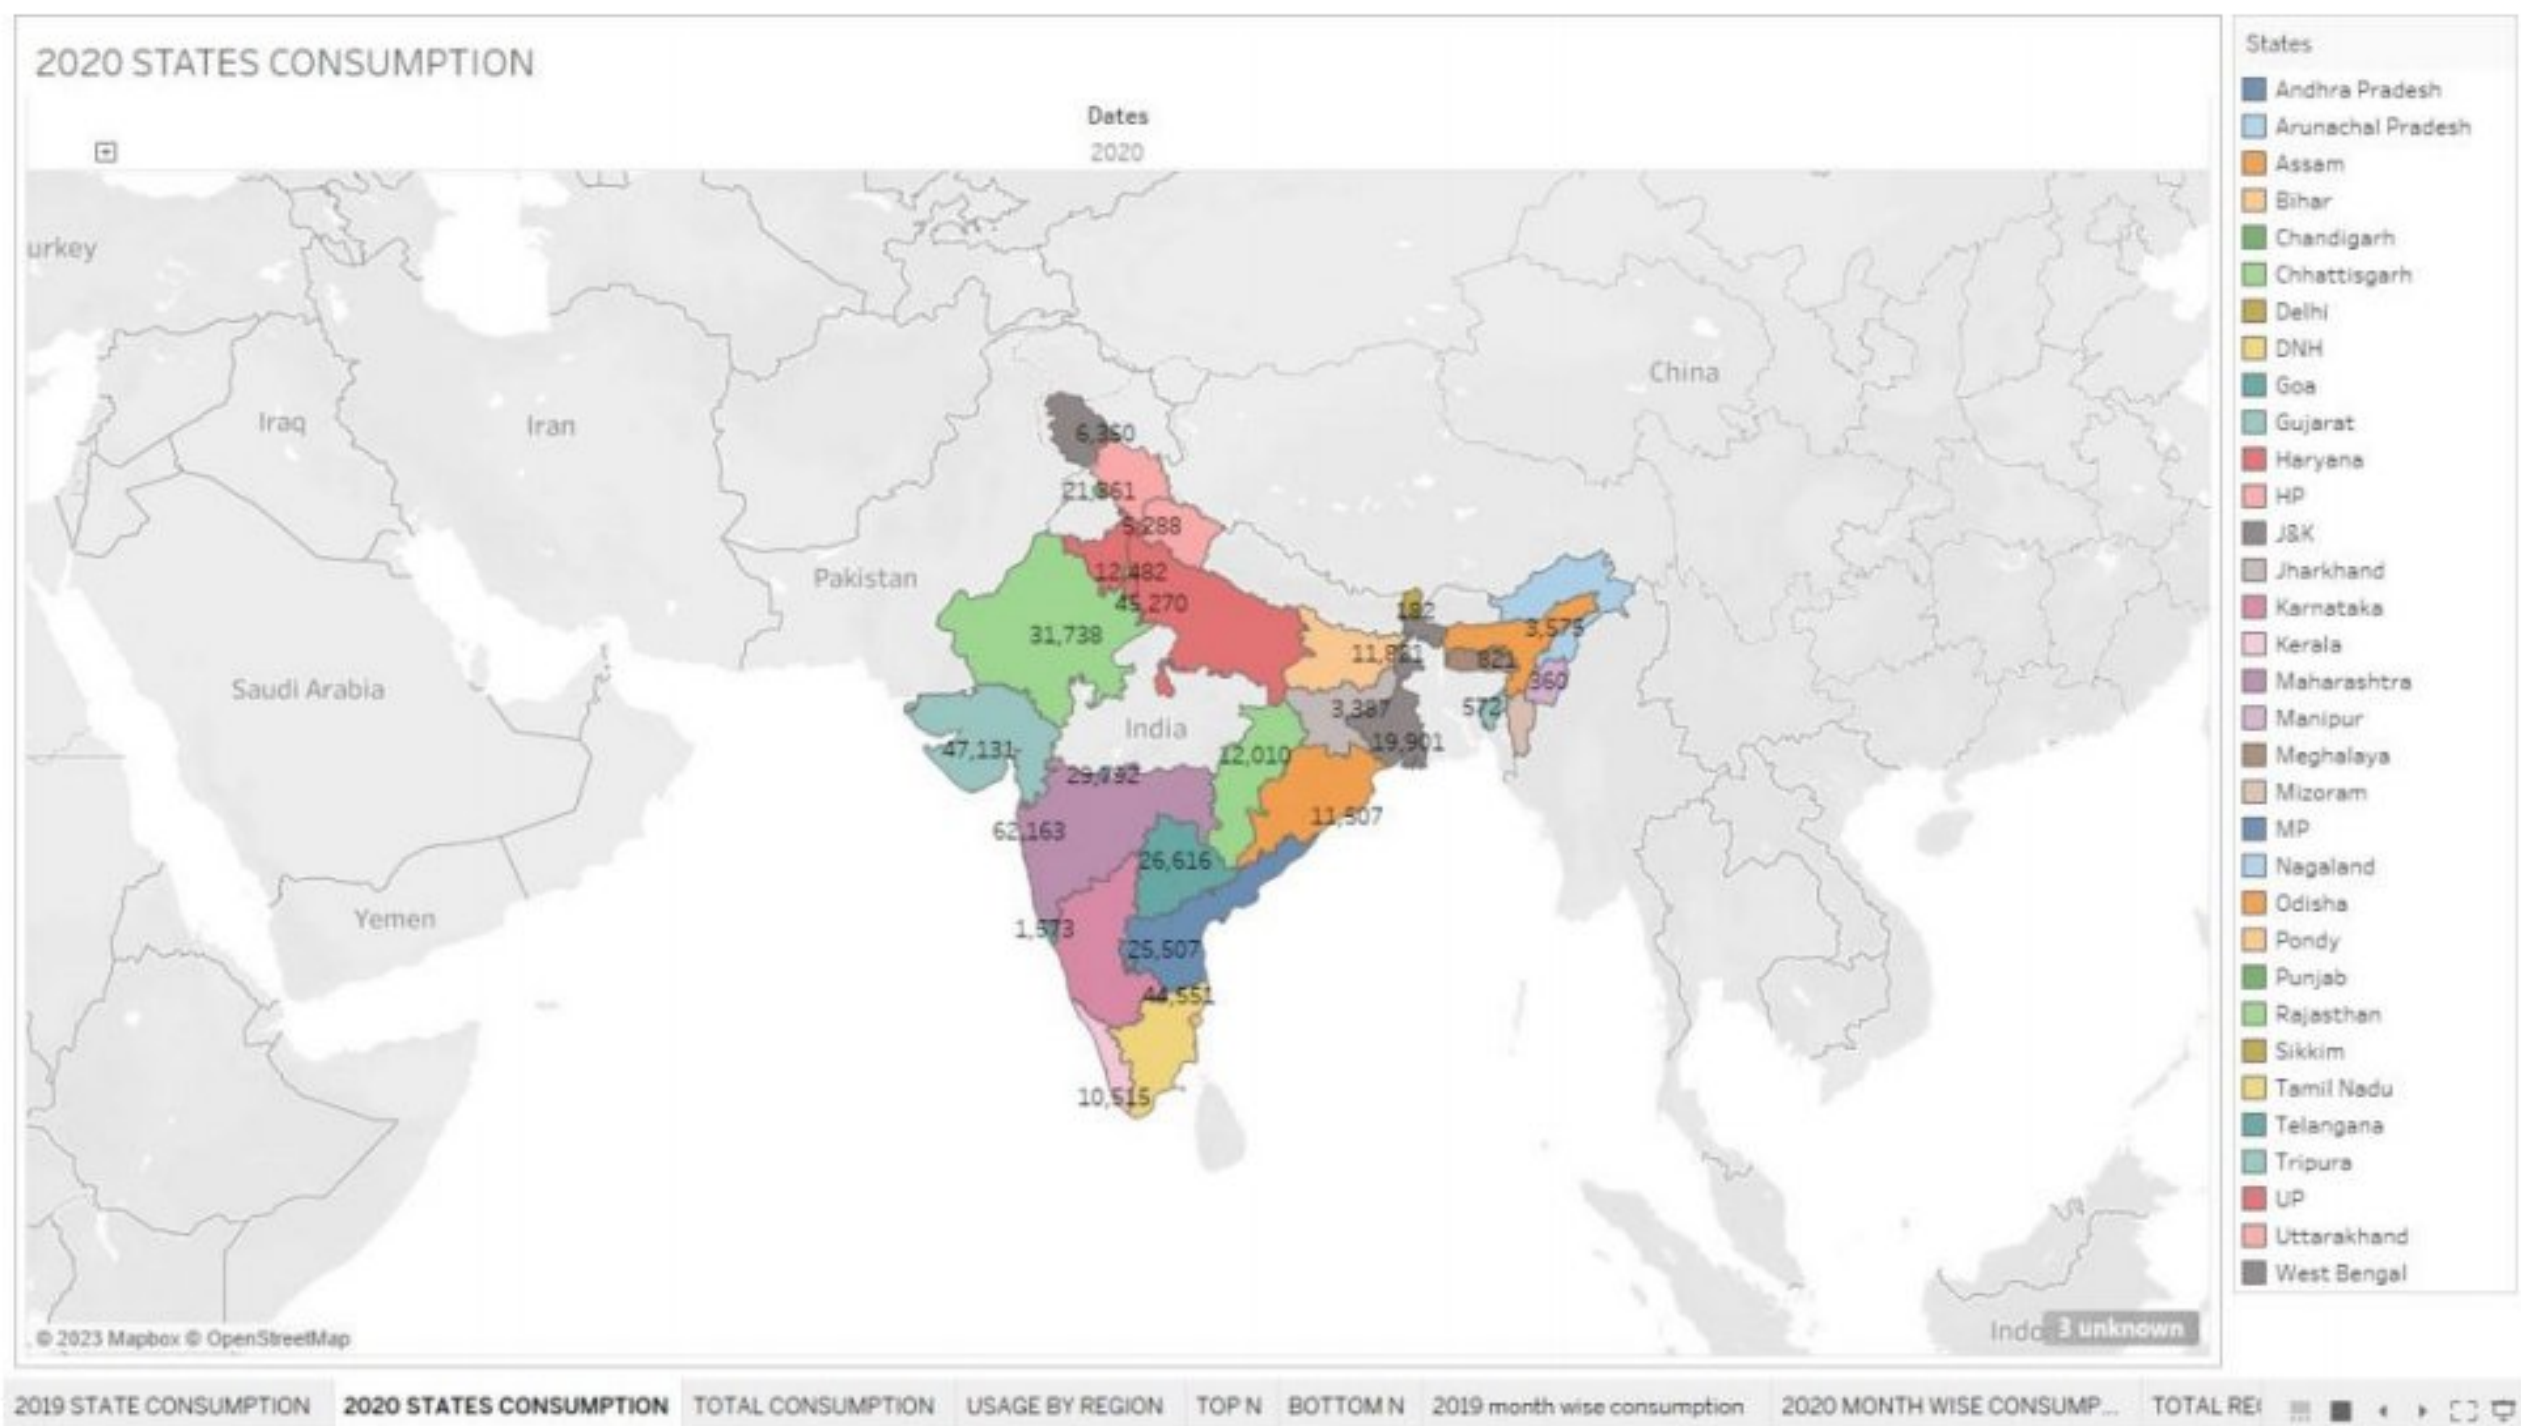 2020 STATES CONSUMPTION
Dates
2020
States
Andhra Pradesh
Arunachal Pradesh
Assam
Bihar
Chandigarh
Chhattisgarh
Delhi
DNH
Goa
Gujarat
Haryana
HP
J&K
Jharkhand
Karnataka
Kerala
Maharashtra
Manipur
Meghalaya
Mizoram
MP
Nagaland
Odisha
Pondy
Punjab
Rajasthan
Sikkim
Tamil Nadu
Telangana
Tripura
UP
Uttarakhand
West Bengal
urkey
Iraq
Iran
China
Pakistan
Saudi Arabia
India
Yemen
6,350
5,288
12,482
45,270
31,738
182
3,575
821
360
572
3,387
19,901
47,131
12,010
62,163
11,507
26,616
1,573
25,507
44,551
10,515
Indo
3 unknown
© 2023 Mapbox © OpenStreetMap
2019 STATE CONSUMPTION
2020 STATES CONSUMPTION
TOTAL CONSUMPTION
USAGE BY REGION
TOP N
BOTTOM N
2019 month wise consumption
2020 MONTH WISE CONSUMP...
TOTAL REG